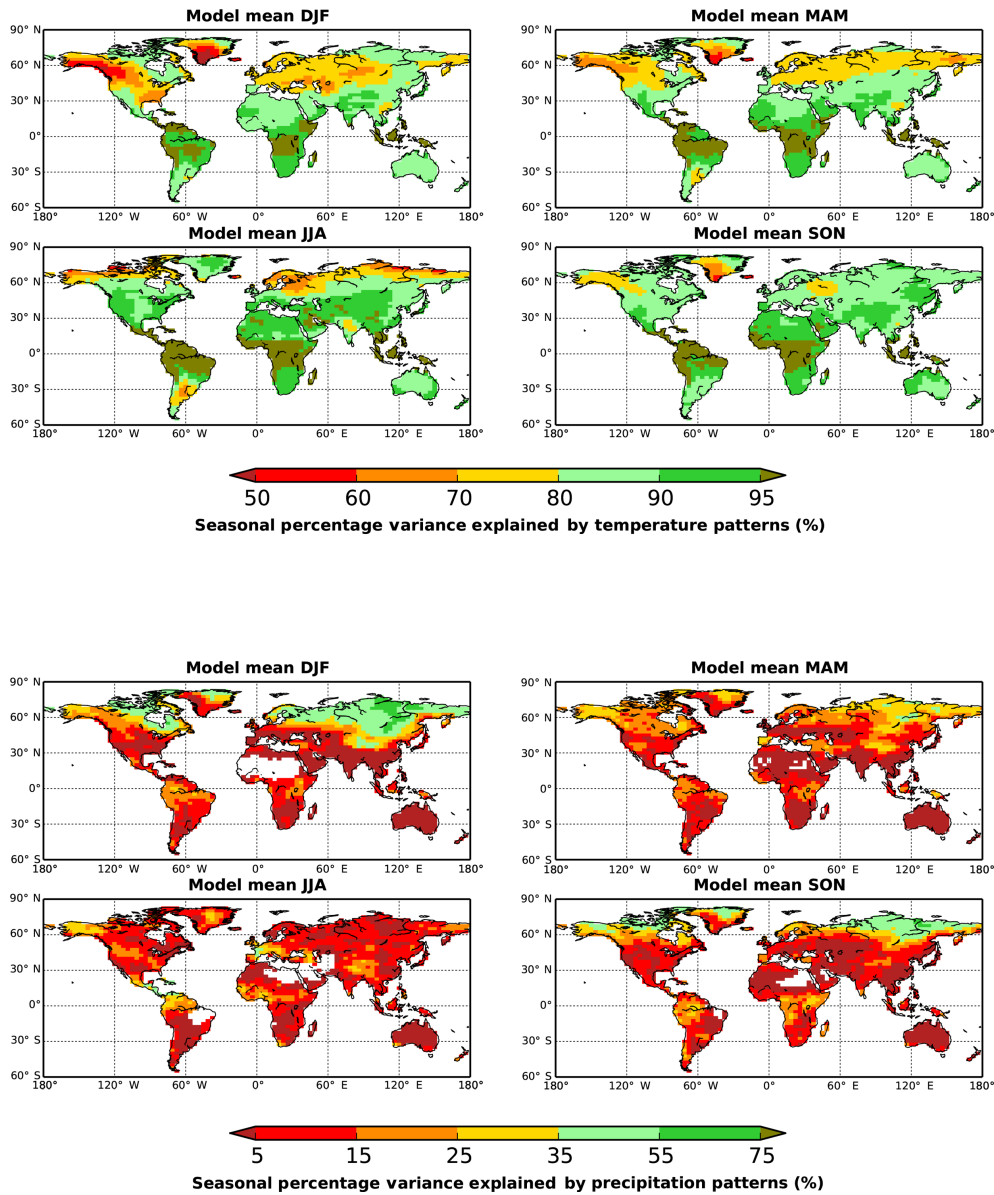 Model mean DJF
Model mean MAM
90° N
60° N
30° N
0°
30° S
60° S
180° 120° W 60° W 0° 60° E 120° E 180°
90° N
60° N
30° N
0°
30° S
60° S
180° 120° W 60° W 0° 60° E 120° E 180°
Model mean JJA
Model mean SON
90° N
60° N
30° N
0°
30° S
60° S
180° 120° W 60° W 0° 60° E 120° E 180°
90° N
60° N
30° N
0°
30° S
60° S
180° 120° W 60° W 0° 60° E 120° E 180°
50 60 70 80 90 95
Seasonal percentage variance explained by temperature patterns (%)
Model mean DJF
Model mean MAM
90° N
60° N
30° N
0°
30° S
60° S
180° 120° W 60° W 0° 60° E 120° E 180°
90° N
60° N
30° N
0°
30° S
60° S
180° 120° W 60° W 0° 60° E 120° E 180°
Model mean JJA
Model mean SON
90° N
60° N
30° N
0°
30° S
60° S
180° 120° W 60° W 0° 60° E 120° E 180°
90° N
60° N
30° N
0°
30° S
60° S
180° 120° W 60° W 0° 60° E 120° E 180°
5 15 25 35 55 75
Seasonal percentage variance explained by precipitation patterns (%)